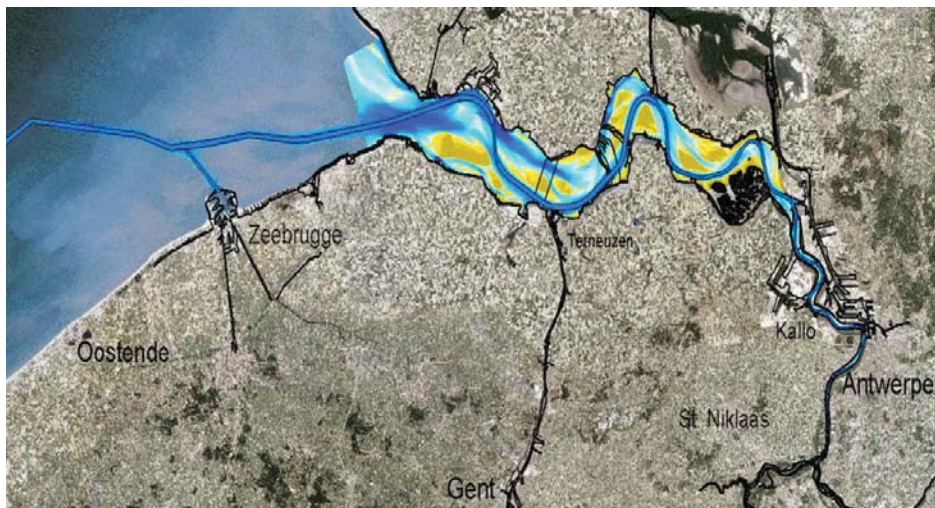 Zeebrugge
Terneuzen
Oostende
Kallo
Antwerpe
St Niklaas
Gent